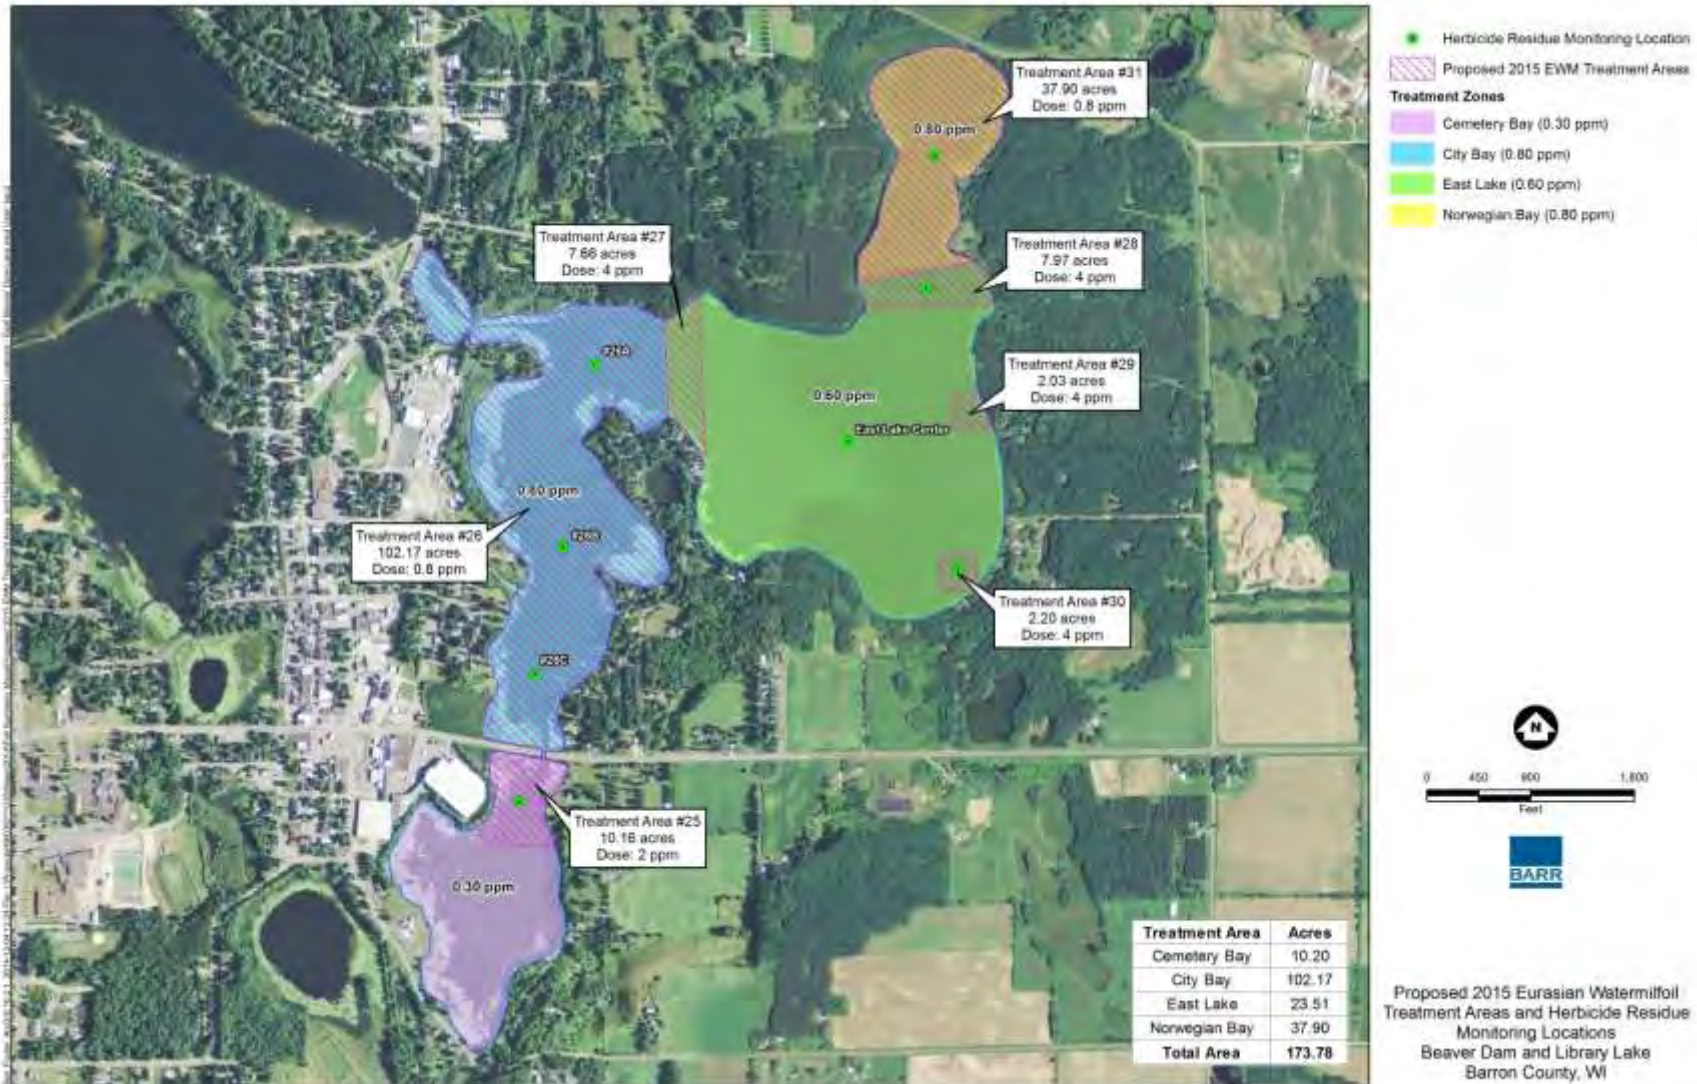 Treatment Area #31
37.90 acres
Dose: 0.8 ppm
0.80 ppm
Treatment Area #27
7.66 acres
Dose: 4 ppm
Treatment Area #28
7.97 acres
Dose: 4 ppm
#26A
Treatment Area #29
2.03 acres
Dose: 4 ppm
0.60 ppm
East Lake Center
0.80 ppm
Treatment Area #26
102.17 acres
Dose: 0.8 ppm
#26B
Treatment Area #30
2.20 acres
Dose: 4 ppm
#26C
Treatment Area #25
10.16 acres
Dose: 2 ppm
0.30 ppm
Treatment Area Acres
Cemetery Bay 10.20
City Bay 102.17
East Lake 23.51
Norwegian Bay 37.90
Total Area 173.78
Herbicide Residue Monitoring Location
Proposed 2015 EWM Treatment Areas
Treatment Zones
Cemetery Bay (0.30 ppm)
City Bay (0.80 ppm)
East Lake (0.60 ppm)
Norwegian Bay (0.80 ppm)
N
0 450 900 1,800
Feet
BARR
Proposed 2015 Eurasian Watermilfoil
Treatment Areas and Herbicide Residue
Monitoring Locations
Beaver Dam and Library Lake
Barron County, WI